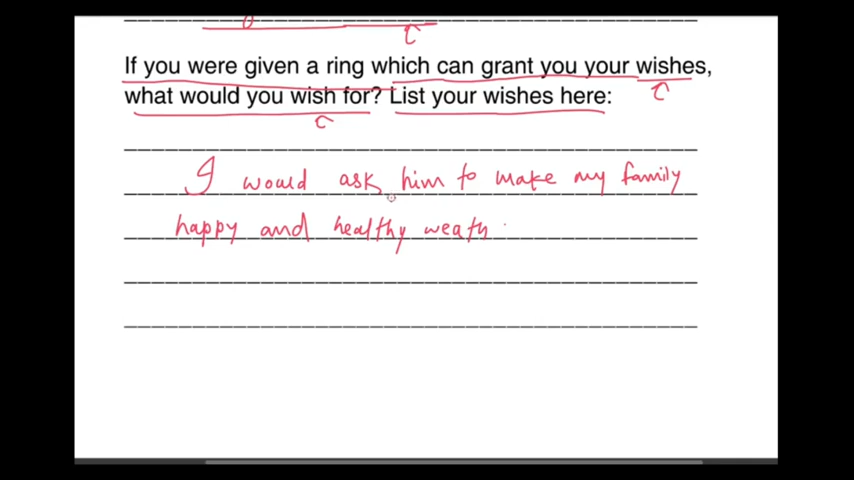 If you were given a ring which can grant you your wishes,
what would you wish for? List your wishes here:
I would ask him to make my family
happy and healthy weath